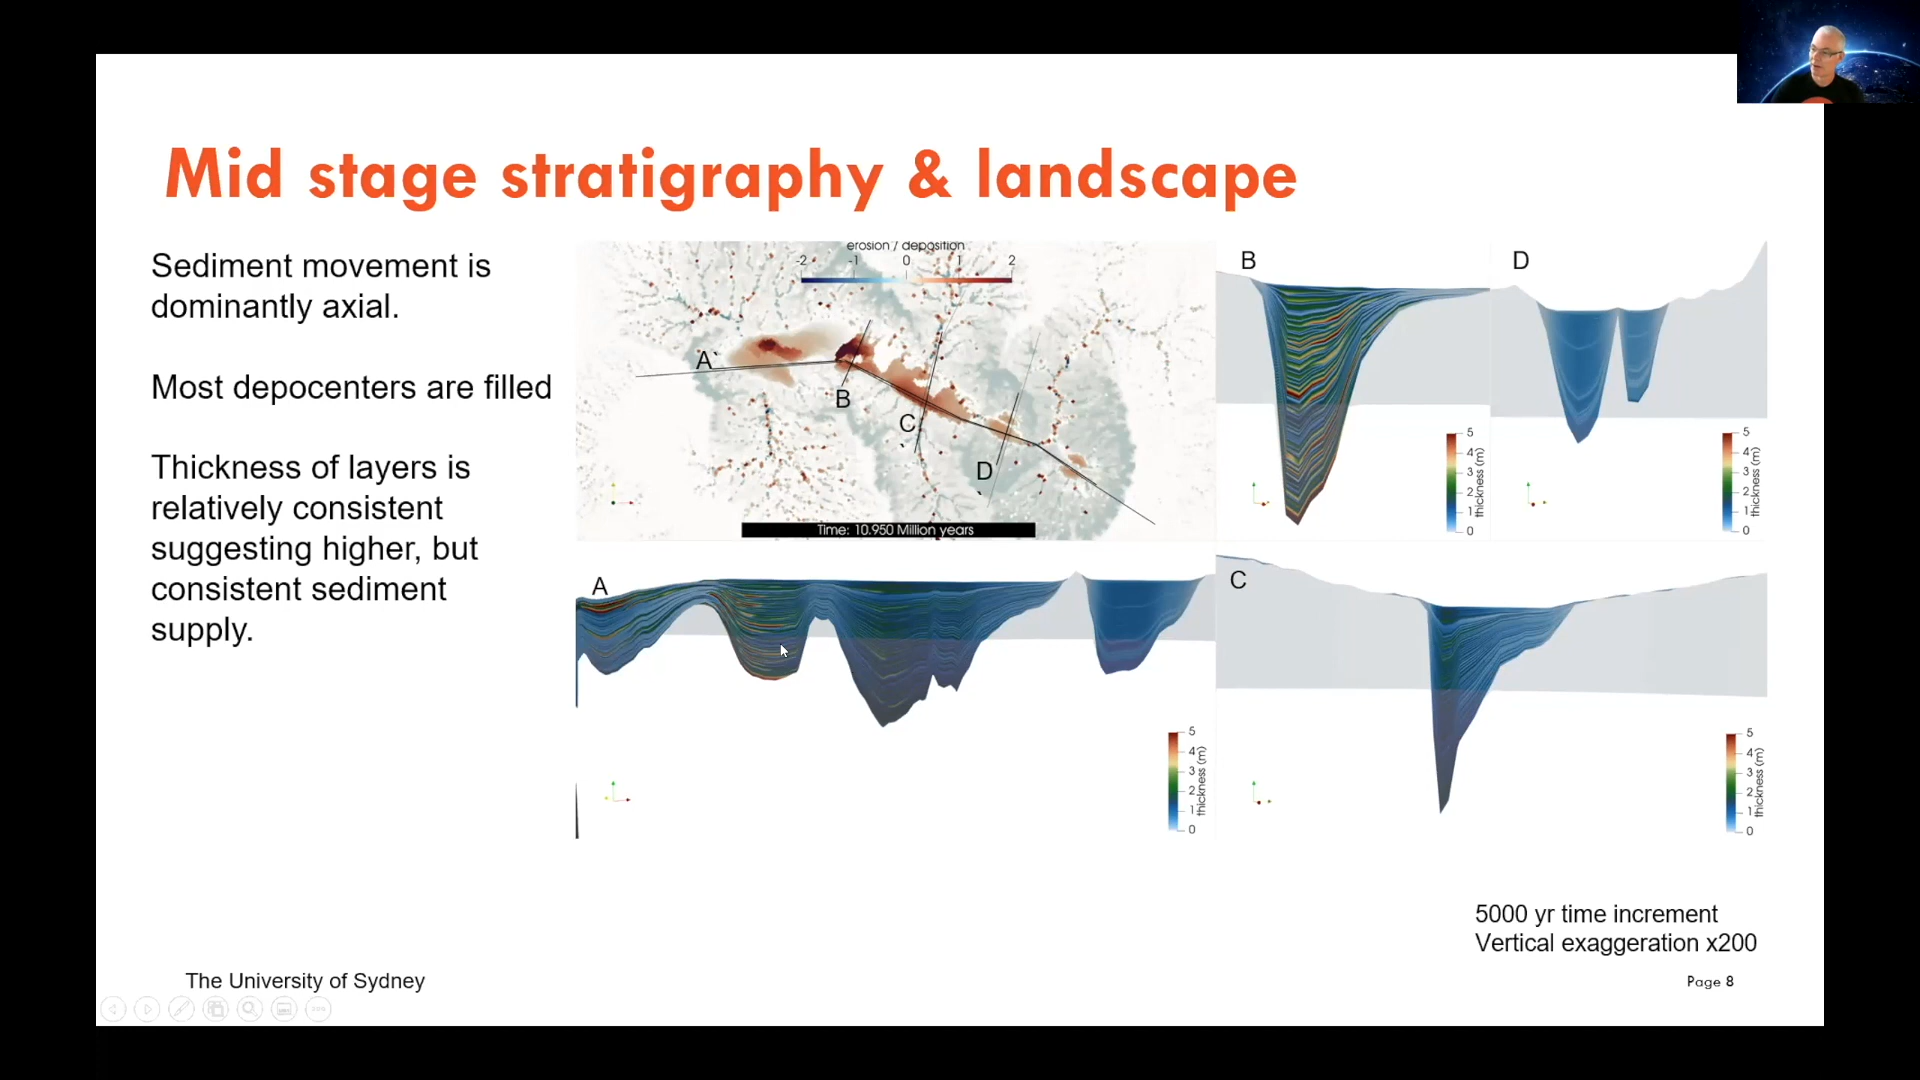 Mid stage stratigraphy & landscape
Sediment movement is
dominantly axial.
Most depocenters are filled
Thickness of layers is
relatively consistent
suggesting higher, but
consistent sediment
supply.
erosion / deposition
-2 -1 0 1 2
A`
B
C
`
D
`
Time: 10.950 Million years
B
5
4
3
2
1
0
thickness (m)
D
5
4
3
2
1
0
thickness (m)
A
5
4
3
2
1
0
thickness (m)
C
5
4
3
2
1
0
thickness (m)
5000 yr time increment
Vertical exaggeration x200
The University of Sydney
Page 8